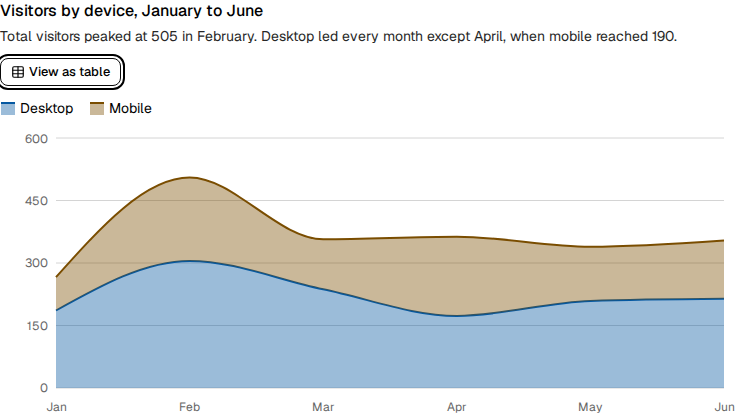 Visitors by device, January to June
Total visitors peaked at 505 in February. Desktop led every month except April, when mobile reached 190.
View as table
Desktop Mobile
600
450
300
150
0
Jan Feb Mar Apr May Jun